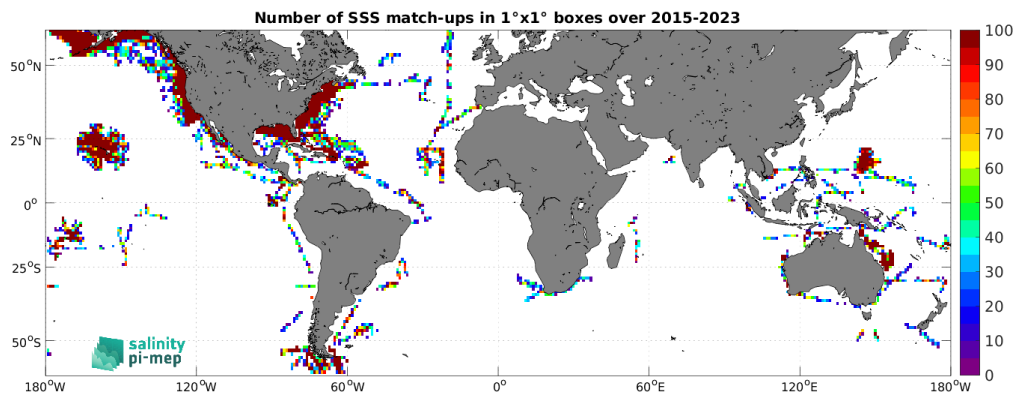 Number of SSS match-ups in 1°x1° boxes over 2015-2023
50°N
25°N
0°
25°S
50°S
180°W
120°W
60°W
0°
60°E
120°E
180°W
100
90
80
70
60
50
40
30
20
10
0
salinity
pi-mep